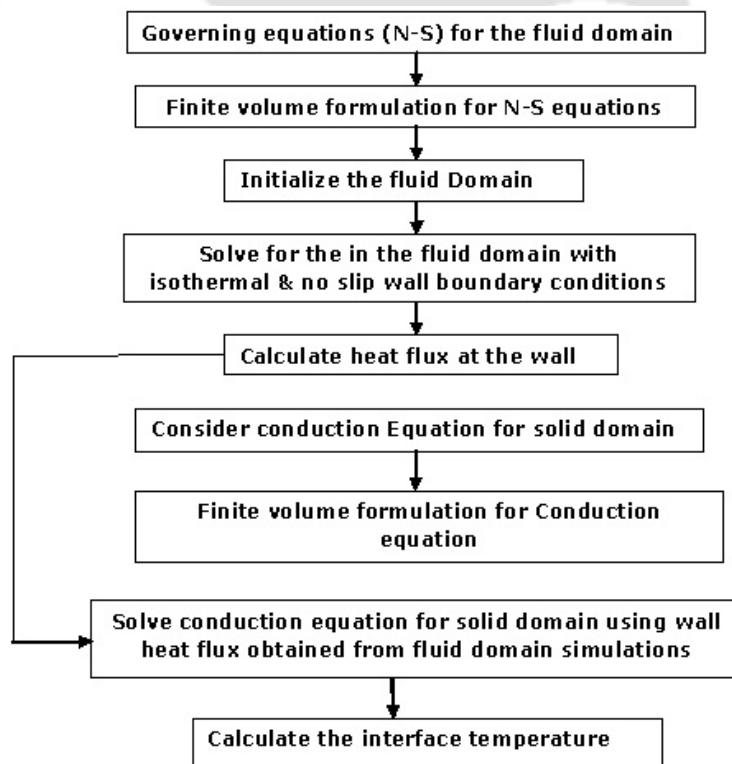 Governing equations (N-S) for the fluid domain
Finite volume formulation for N-S equations
Initialize the fluid Domain
Solve for the in the fluid domain with
isothermal & no slip wall boundary conditions
Calculate heat flux at the wall
Consider conduction Equation for solid domain
Finite volume formulation for Conduction
equation
Solve conduction equation for solid domain using wall
heat flux obtained from fluid domain simulations
Calculate the interface temperature